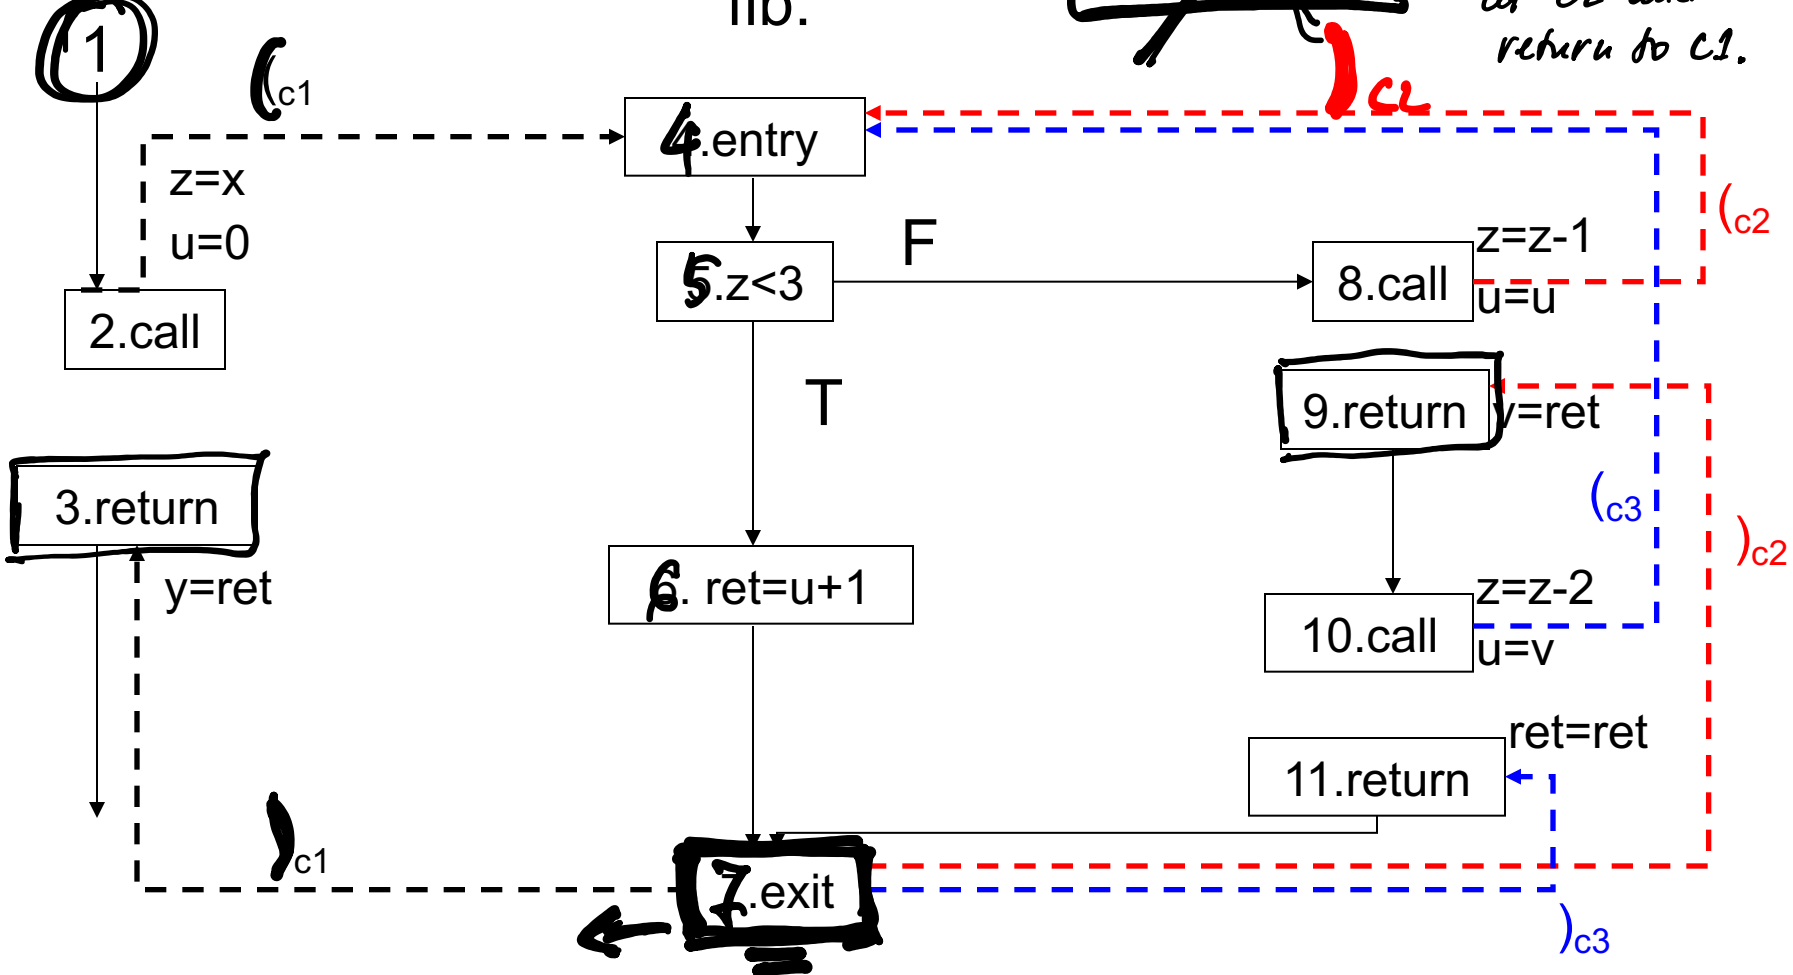 fib.
return to C1.
1
(c1
)c2
4.entry
z=x
u=0
(c2
F
z=z-1
5.z<3
8.call
u=u
2.call
T
9.return
v=ret
3.return
(c3
)c2
y=ret
6. ret=u+1
z=z-2
10.call
u=v
ret=ret
11.return
)c1
7.exit
)c3